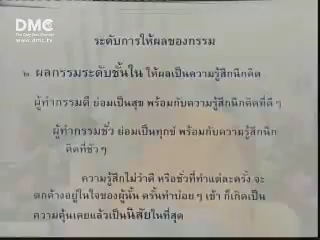 DMC
www.dmc.tv
ระดับการให้ผลของกรรม
๒ ผลกรรมระดับชั้นใน ให้ผลเป็นความรู้สึกนึกคิด
ผู้ทำกรรมดี ย่อมเป็นสุข พร้อมกับความรู้สึกนึกคิดที่ดี ๆ
ผู้ทำกรรมชั่ว ย่อมเป็นทุกข์ พร้อมกับความรู้สึกนึก
คิดที่ชั่ว ๆ
ความรู้สึกไม่ว่าดี หรือชั่วที่ทำแต่ละครั้ง จะ
ตกค้างอยู่ในใจของผู้นั้น ครั้นทำบ่อย ๆ เข้า ก็เกิดเป็น
ความคุ้นเคยแล้วเป็นนิสัยในที่สุด